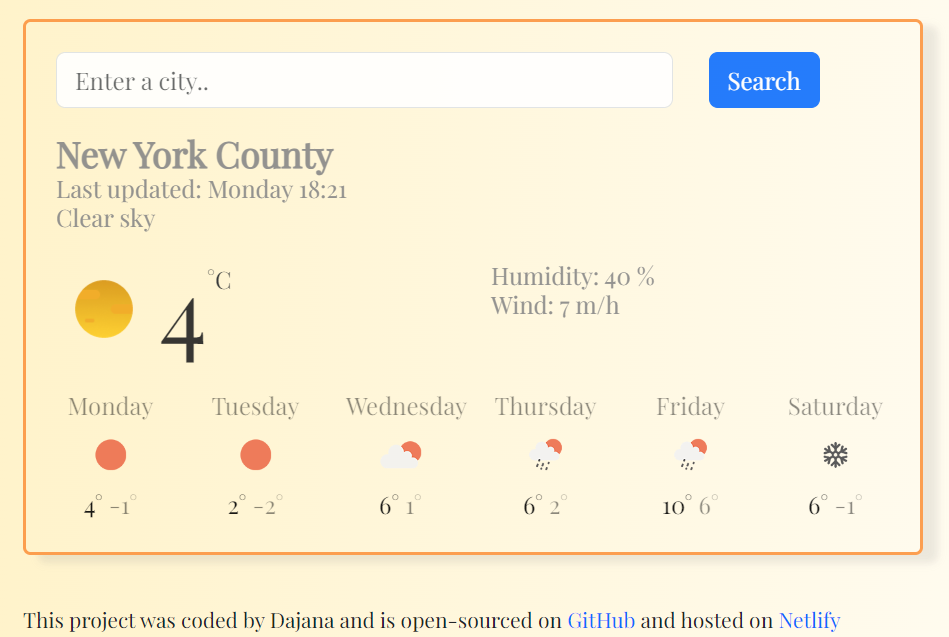 Enter a city..
Search
New York County
Last updated: Monday 18:21
Clear sky
4 °C
Humidity: 40 %
Wind: 7 m/h
Monday Tuesday Wednesday Thursday Friday Saturday
4° -1° 2° -2° 6° 1° 6° 2° 10° 6° 6° -1°
This project was coded by Dajana and is open-sourced on GitHub and hosted on Netlify